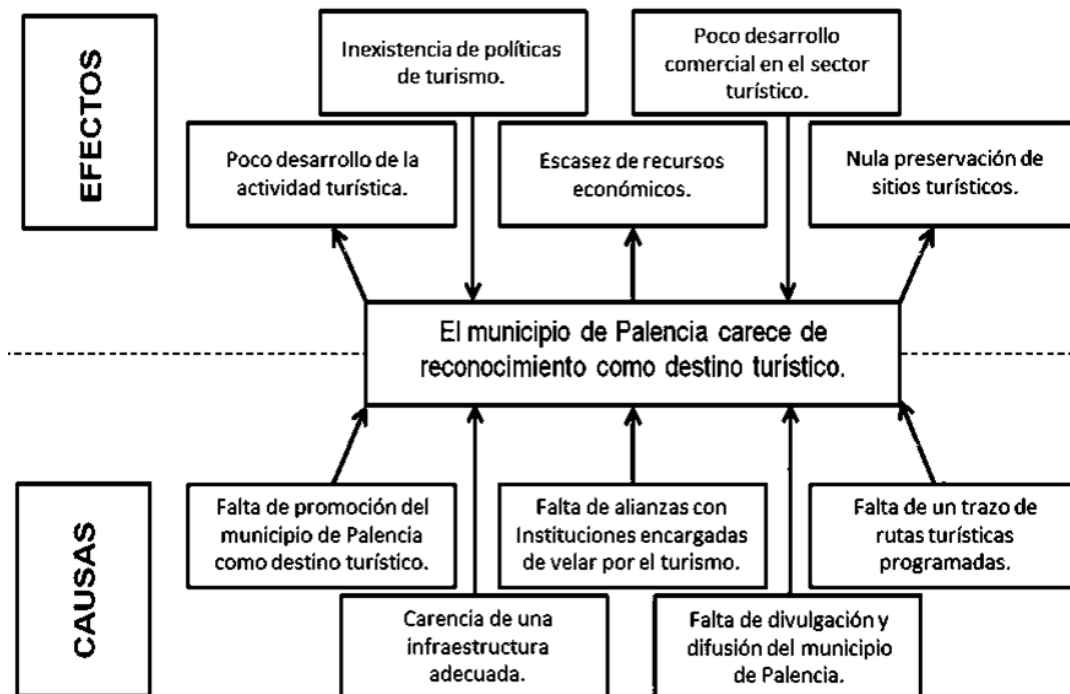 EFECTOS
Inexistencia de políticas
de turismo.
Poco desarrollo
comercial en el sector
turístico.
Poco desarrollo de la
actividad turística.
Escasez de recursos
económicos.
Nula preservación de
sitios turísticos.
El municipio de Palencia carece de
reconocimiento como destino turístico.
CAUSAS
Falta de promoción del
municipio de Palencia
como destino turístico.
Falta de alianzas con
Instituciones encargadas
de velar por el turismo.
Falta de un trazo de
rutas turísticas
programadas.
Carencia de una
infraestructura
adecuada.
Falta de divulgación y
difusión del municipio
de Palencia.